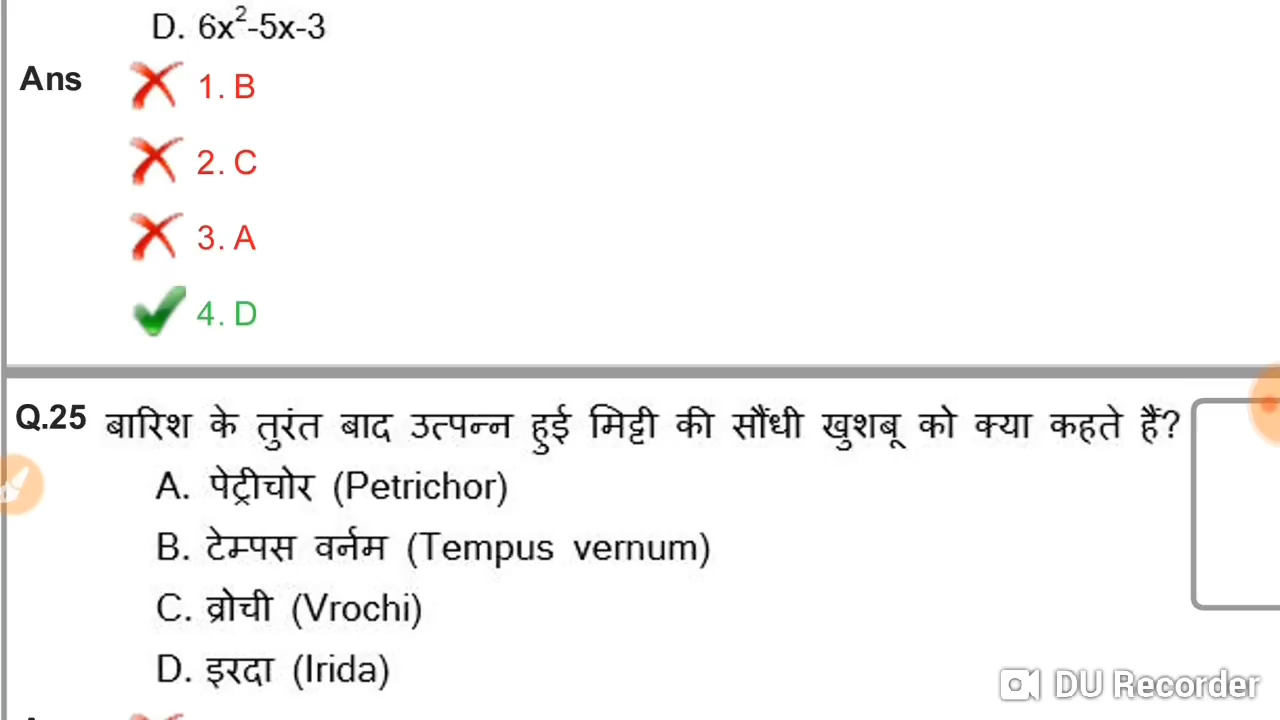 D. 6x²-5x-3
Ans
1. B
2. C
3. A
4. D
Q.25 बारिश के तुरंत बाद उत्पन्न हुई मिट्टी की सौंधी खुशबू को क्या कहते हैं?
A. पेट्रीचोर (Petrichor)
B. टेम्पस वर्नम (Tempus vernum)
C. व्रोची (Vrochi)
D. इरदा (Irida)
DU Recorder